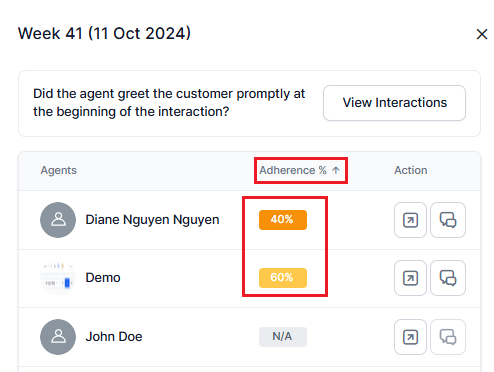 Week 41 (11 Oct 2024)
Did the agent greet the customer promptly at
the beginning of the interaction?
View Interactions
Agents Adherence % ↑ Action
Diane Nguyen Nguyen 40%
Demo 60%
John Doe N/A